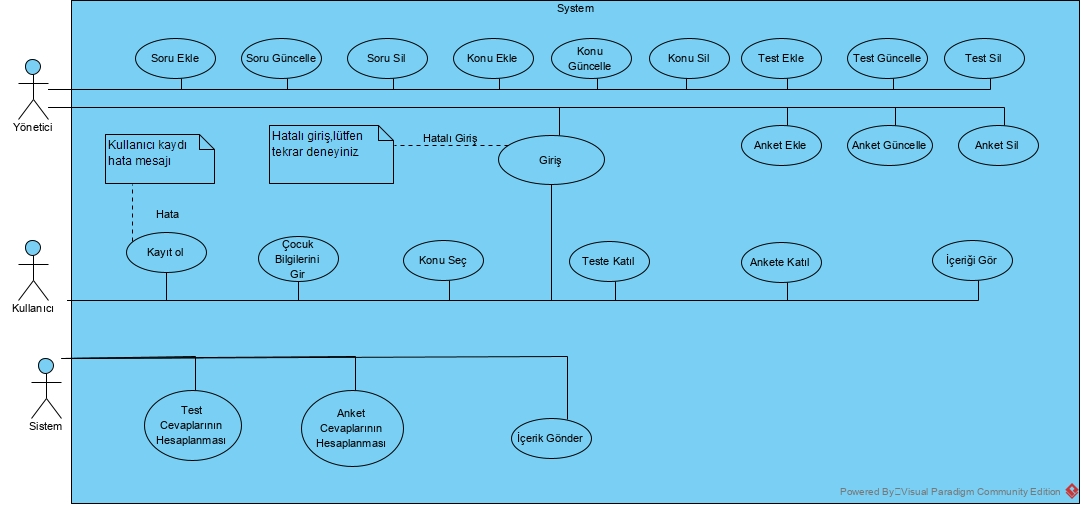 System
Soru Ekle
Soru Güncelle
Soru Sil
Konu Ekle
Konu
Güncelle
Konu Sil
Test Ekle
Test Güncelle
Test Sil
Yönetici
Kullanıcı kaydı
hata mesajı
Hatalı giriş,lütfen
tekrar deneyiniz
Hatalı Giriş
Giriş
Anket Ekle
Anket Güncelle
Anket Sil
Hata
Kayıt ol
Çocuk
Bilgilerini
Gir
Konu Seç
Teste Katıl
Ankete Katıl
İçeriği Gör
Kullanıcı
Sistem
Test
Cevaplarının
Hesaplanması
Anket
Cevaplarının
Hesaplanması
İçerik Gönder
Powered By Visual Paradigm Community Edition